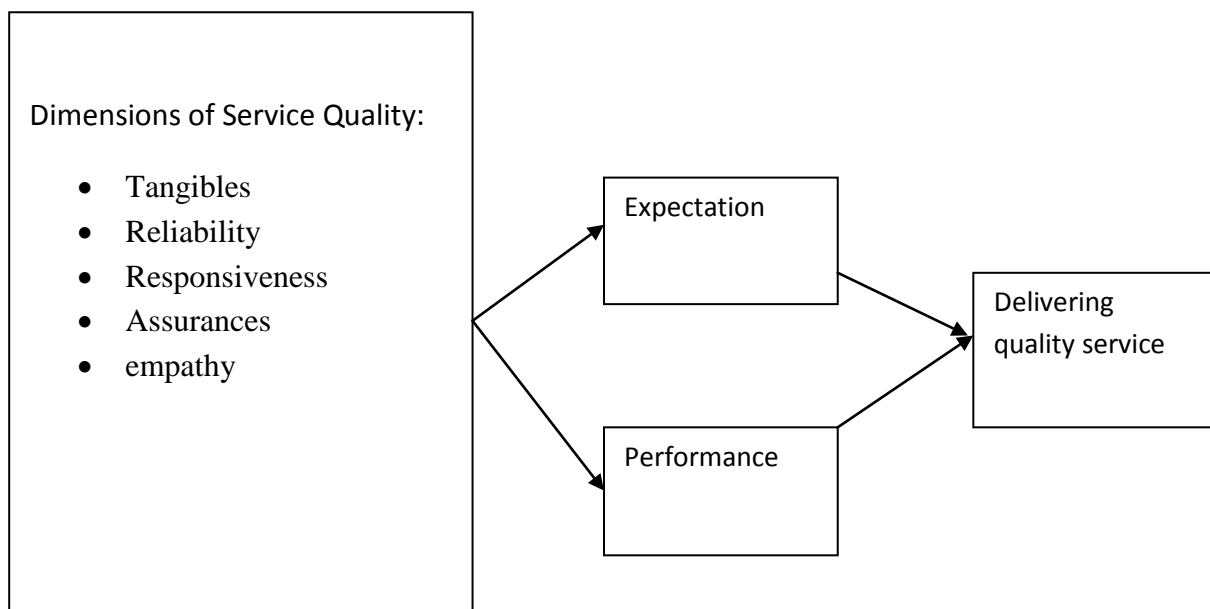 Dimensions of Service Quality:
• Tangibles
• Reliability
• Responsiveness
• Assurances
• empathy
Expectation
Performance
Delivering
quality service